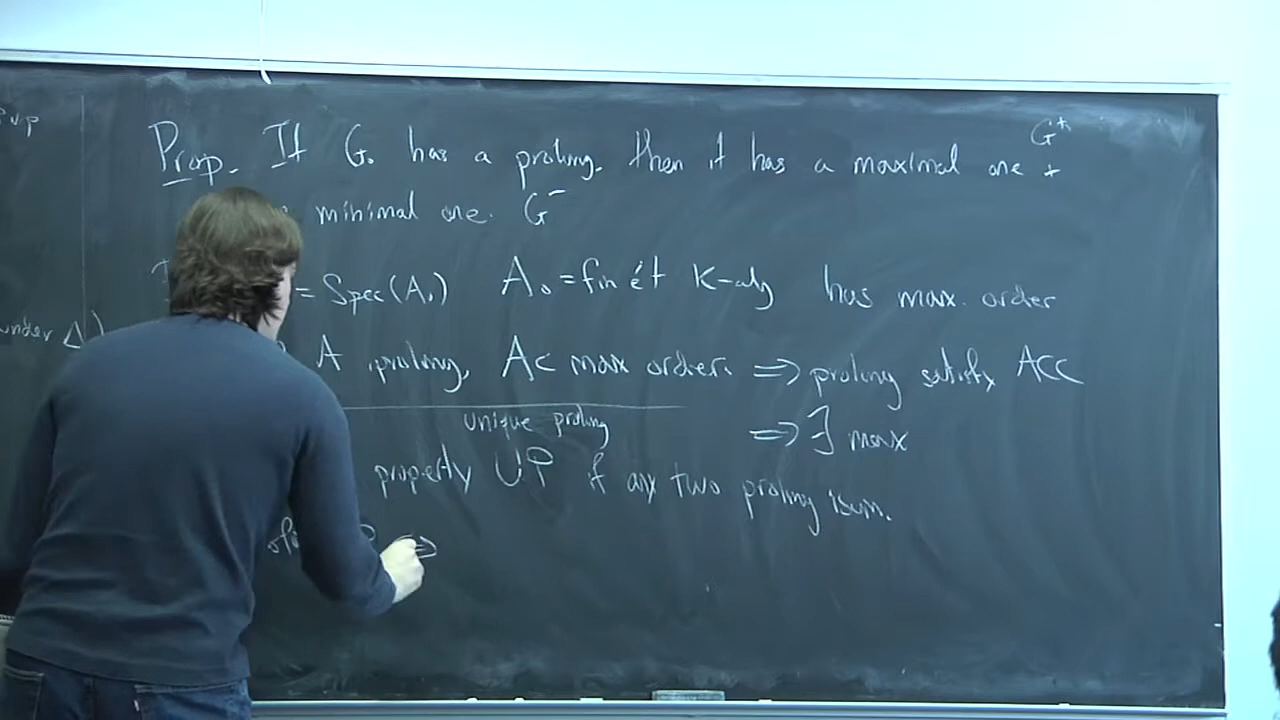 Prop. If G₀ has a prolong. then it has a maximal one G⁺ +
minimal one. G⁻
= Spec(A₀) A₀ = fin ét K-alg has max. order
A prolong, A ⊂ max order. ⇒ prolong satisfy ACC
unique prolong ⇒ ∃ max
property UP if any two prolong isom.
⇒
under Δ)